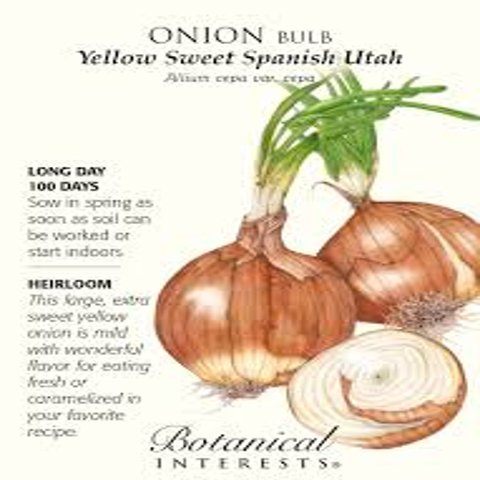 ONION BULB
Yellow Sweet Spanish Utah
Allium cepa var. cepa
LONG DAY
100 DAYS
Sow in spring as
soon as soil can
be worked or
start indoors
HEIRLOOM
This large, extra
sweet yellow
onion is mild
with wonderful
flavor for eating
fresh or
caramelized in
your favorite
recipe.
Botanical
INTERESTS®